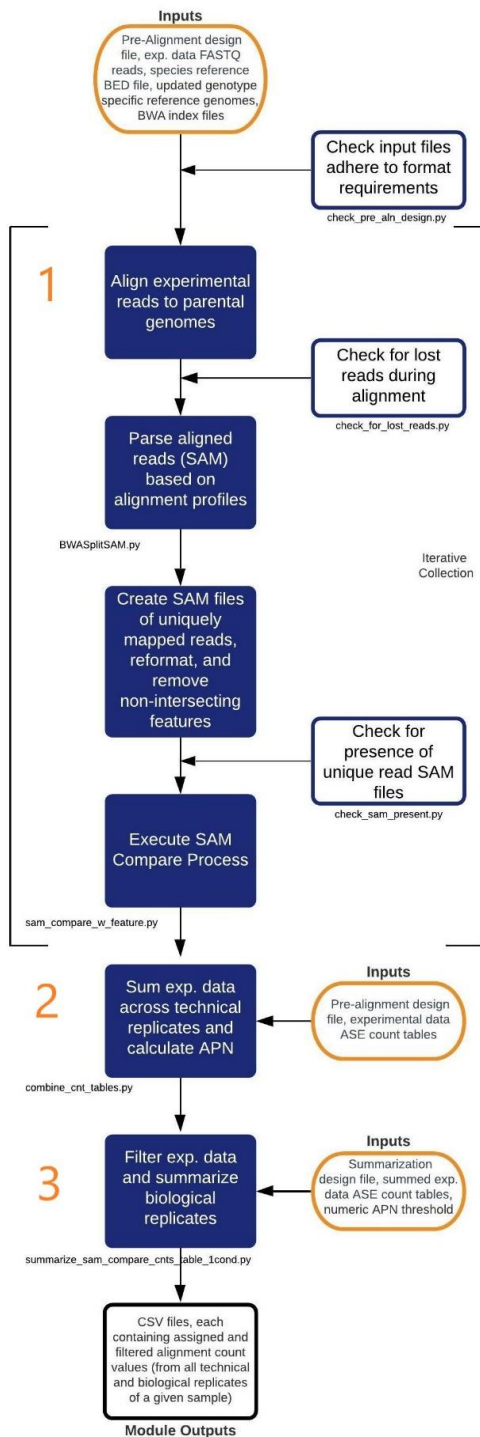 Inputs
Pre-Alignment design
file, exp. data FASTQ
reads, species reference
BED file, updated genotype
specific reference genomes,
BWA index files
Check input files
adhere to format
requirements
check_pre_aln_design.py
1
Align experimental
reads to parental
genomes
Check for lost
reads during
alignment
check_for_lost_reads.py
Parse aligned
reads (SAM)
based on
alignment profiles
BWASplitSAM.py
Iterative
Collection
Create SAM files
of uniquely
mapped reads,
reformat, and
remove
non-intersecting
features
Check for
presence of
unique read SAM
files
check_sam_present.py
Execute SAM
Compare Process
sam_compare_w_feature.py
2
Sum exp. data
across technical
replicates and
calculate APN
Inputs
Pre-alignment design
file, experimental data
ASE count tables
combine_cnt_tables.py
3
Filter exp. data
and summarize
biological
replicates
Inputs
Summarization
design file, summed exp.
data ASE count tables,
numeric APN threshold
summarize_sam_compare_cnts_table_1cond.py
CSV files, each
containing assigned and
filtered alignment count
values (from all technical
and biological replicates
of a given sample)
Module Outputs